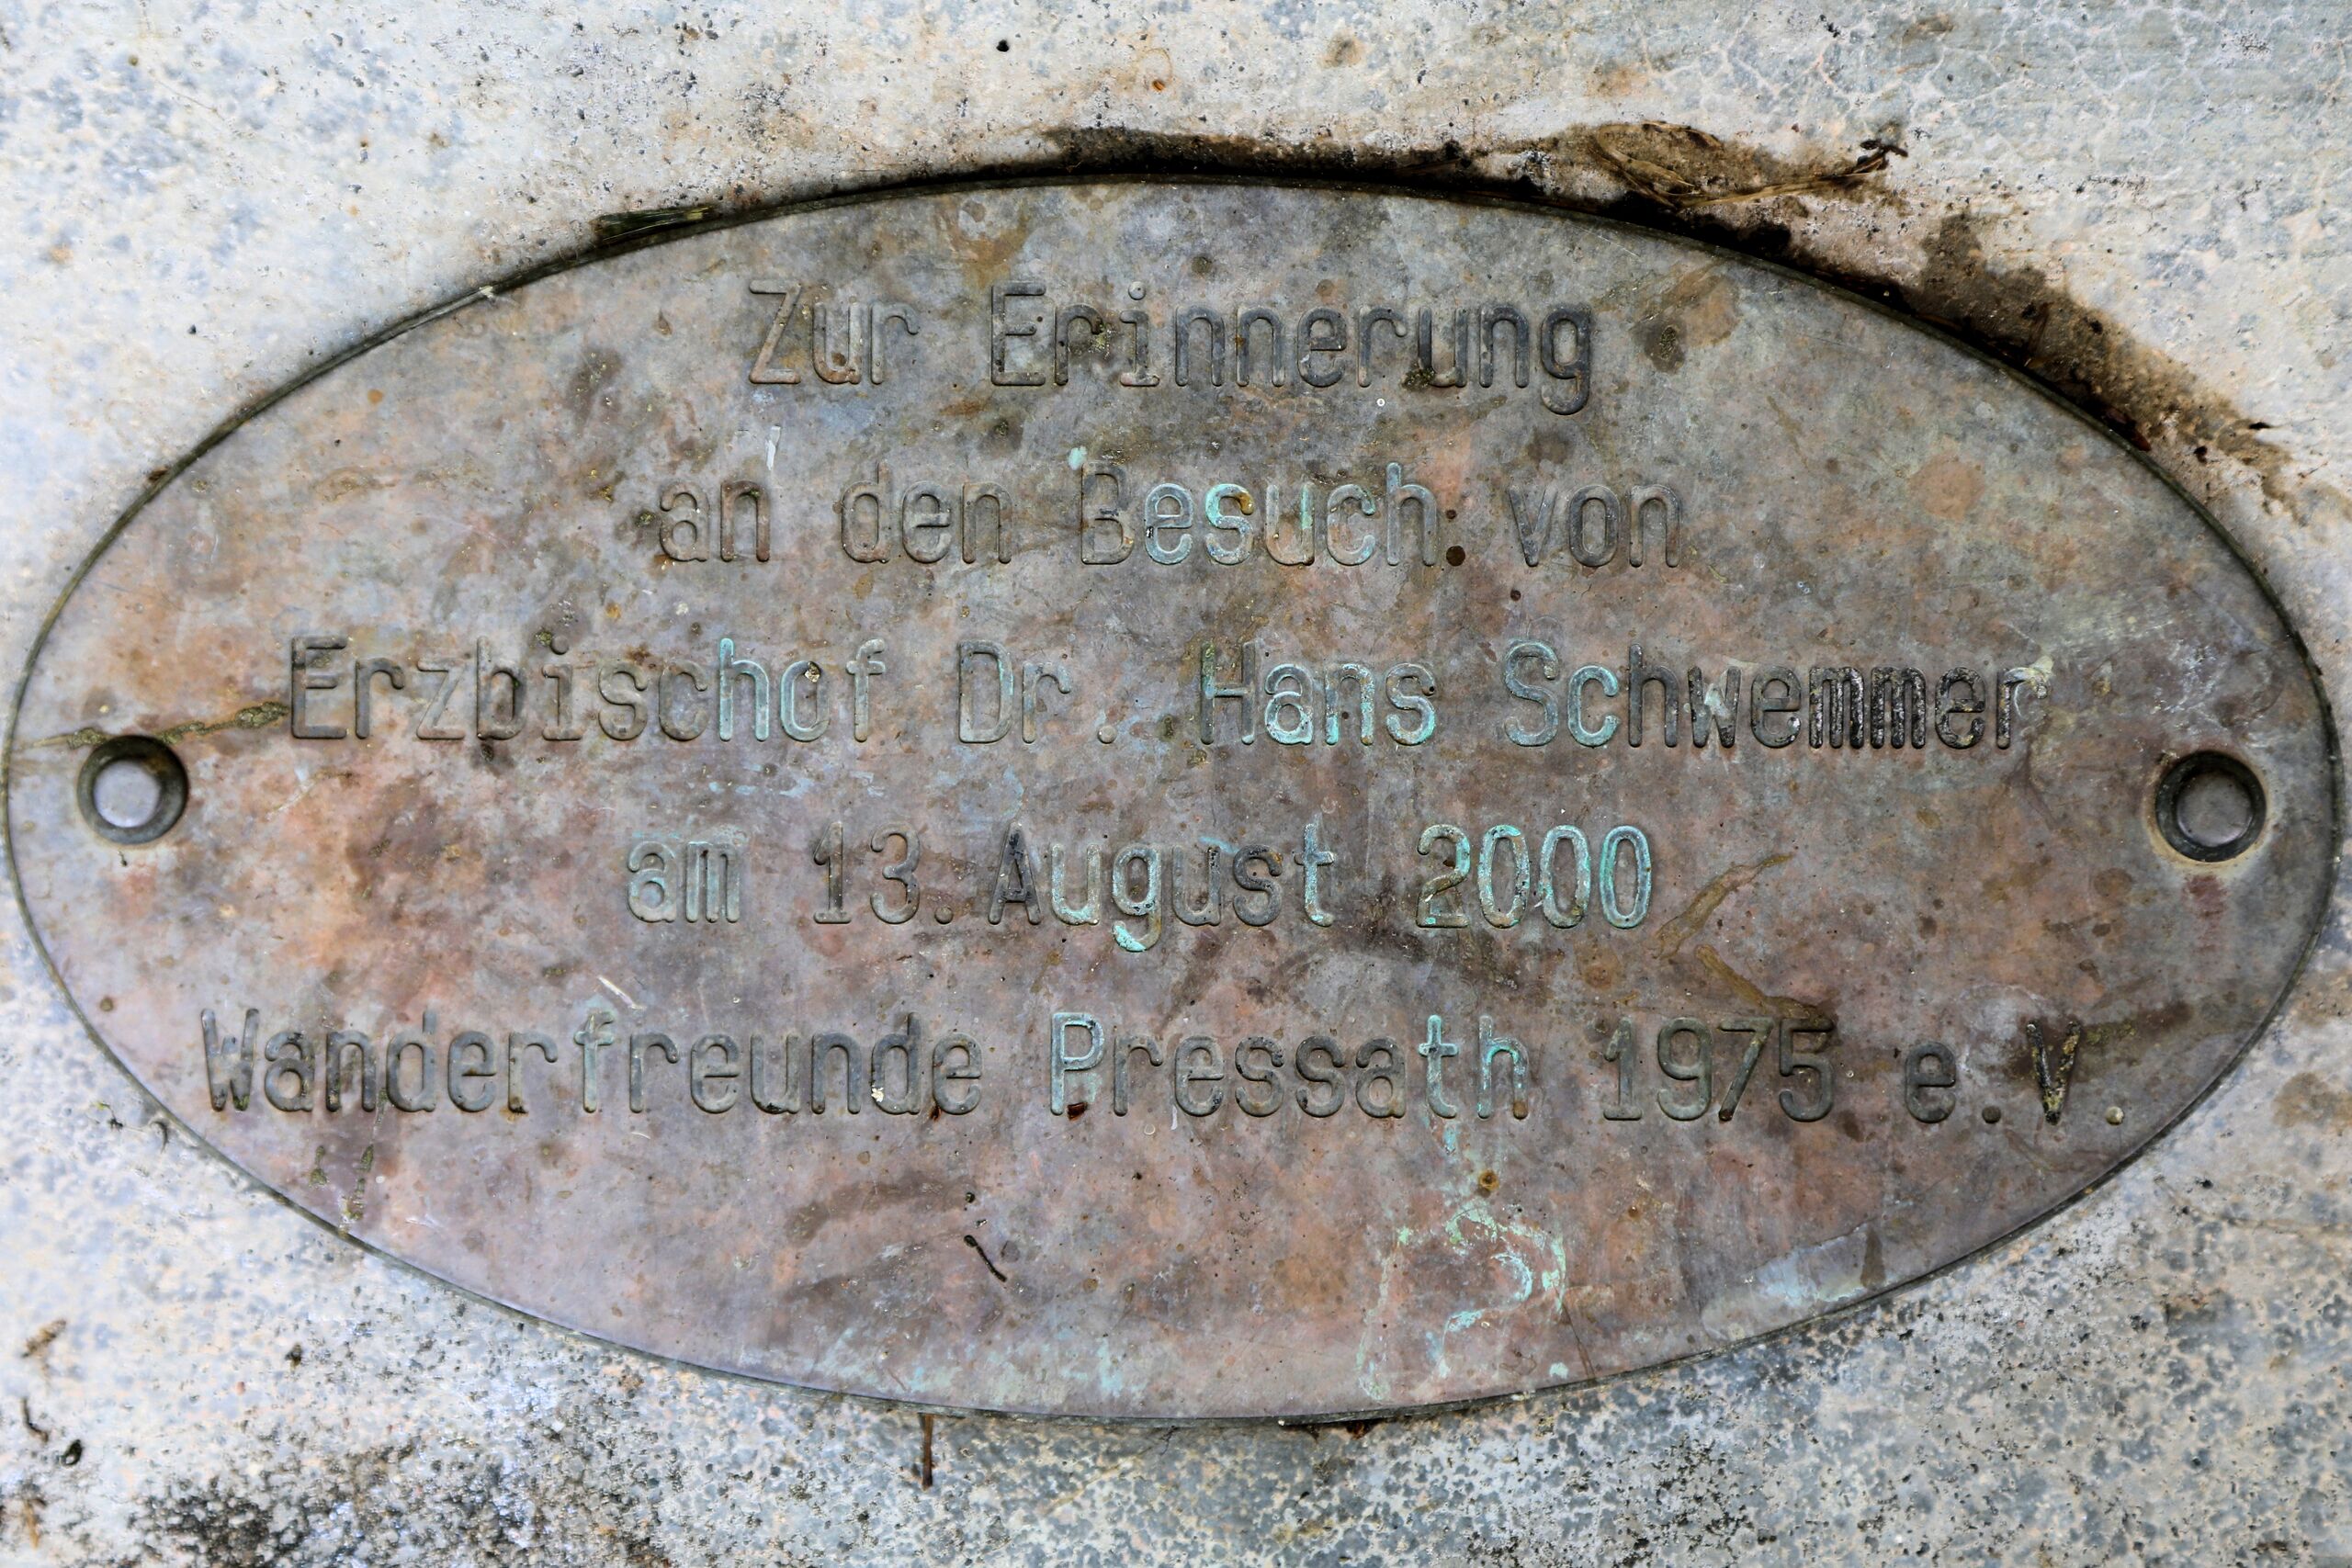 Zur Erinnerung
an den Besuch von
Erzbischof Dr. Hans Schwemmer
am 13. August 2000
Wanderfreunde Pressath 1975 e.V.